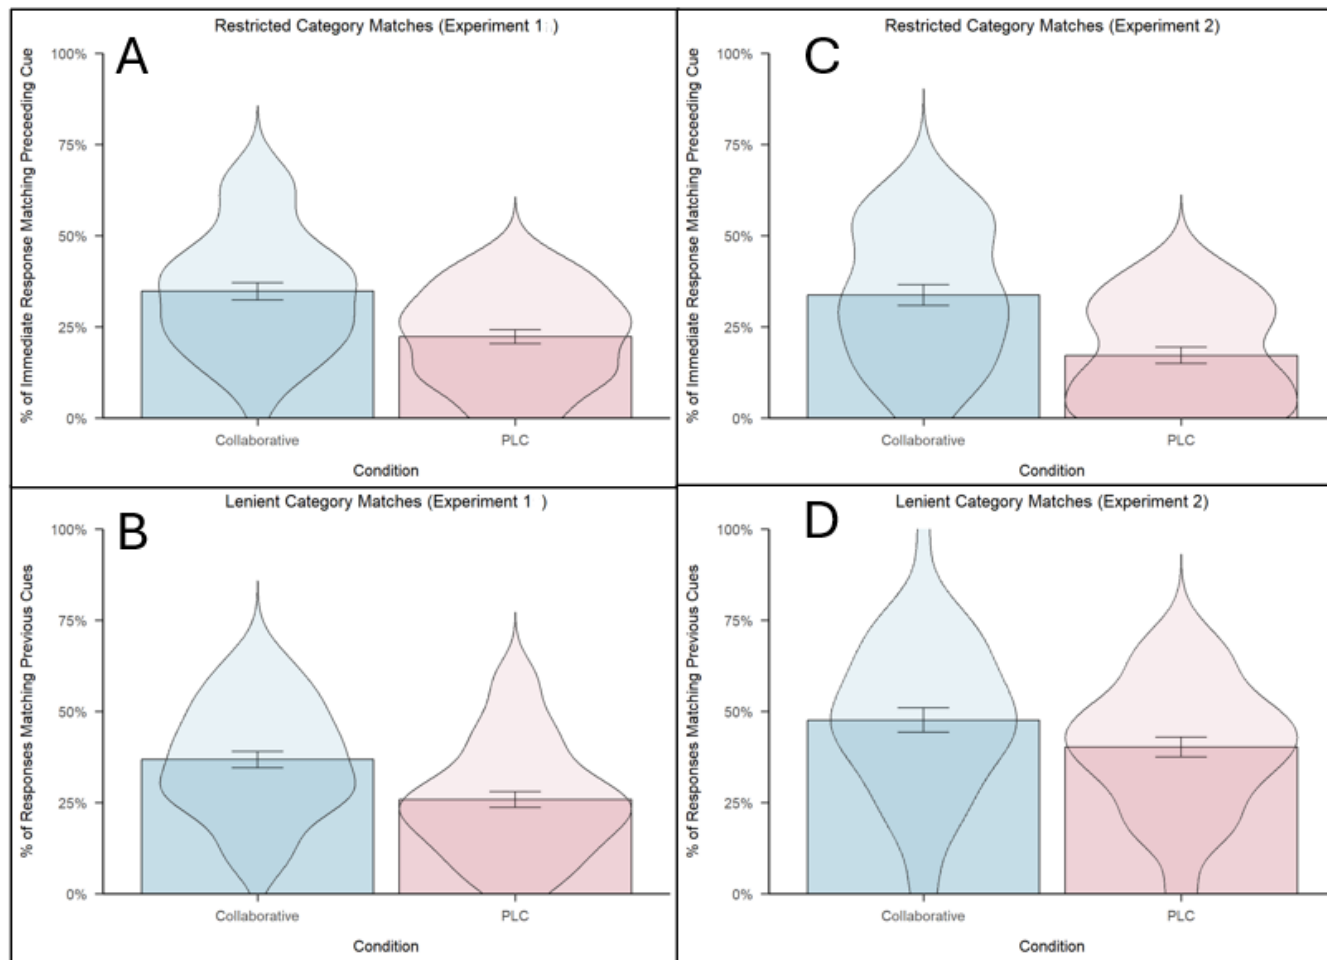 Restricted Category Matches (Experiment 1 )
A
% of Immediate Response Matching Preceeding Cue
100%
75%
50%
25%
0%
Collaborative
PLC
Condition
Restricted Category Matches (Experiment 2)
C
% of Immediate Response Matching Preceeding Cue
100%
75%
50%
25%
0%
Collaborative
PLC
Condition
Lenient Category Matches (Experiment 1 )
B
% of Responses Matching Previous Cues
100%
75%
50%
25%
0%
Collaborative
PLC
Condition
Lenient Category Matches (Experiment 2)
D
% of Responses Matching Previous Cues
100%
75%
50%
25%
0%
Collaborative
PLC
Condition